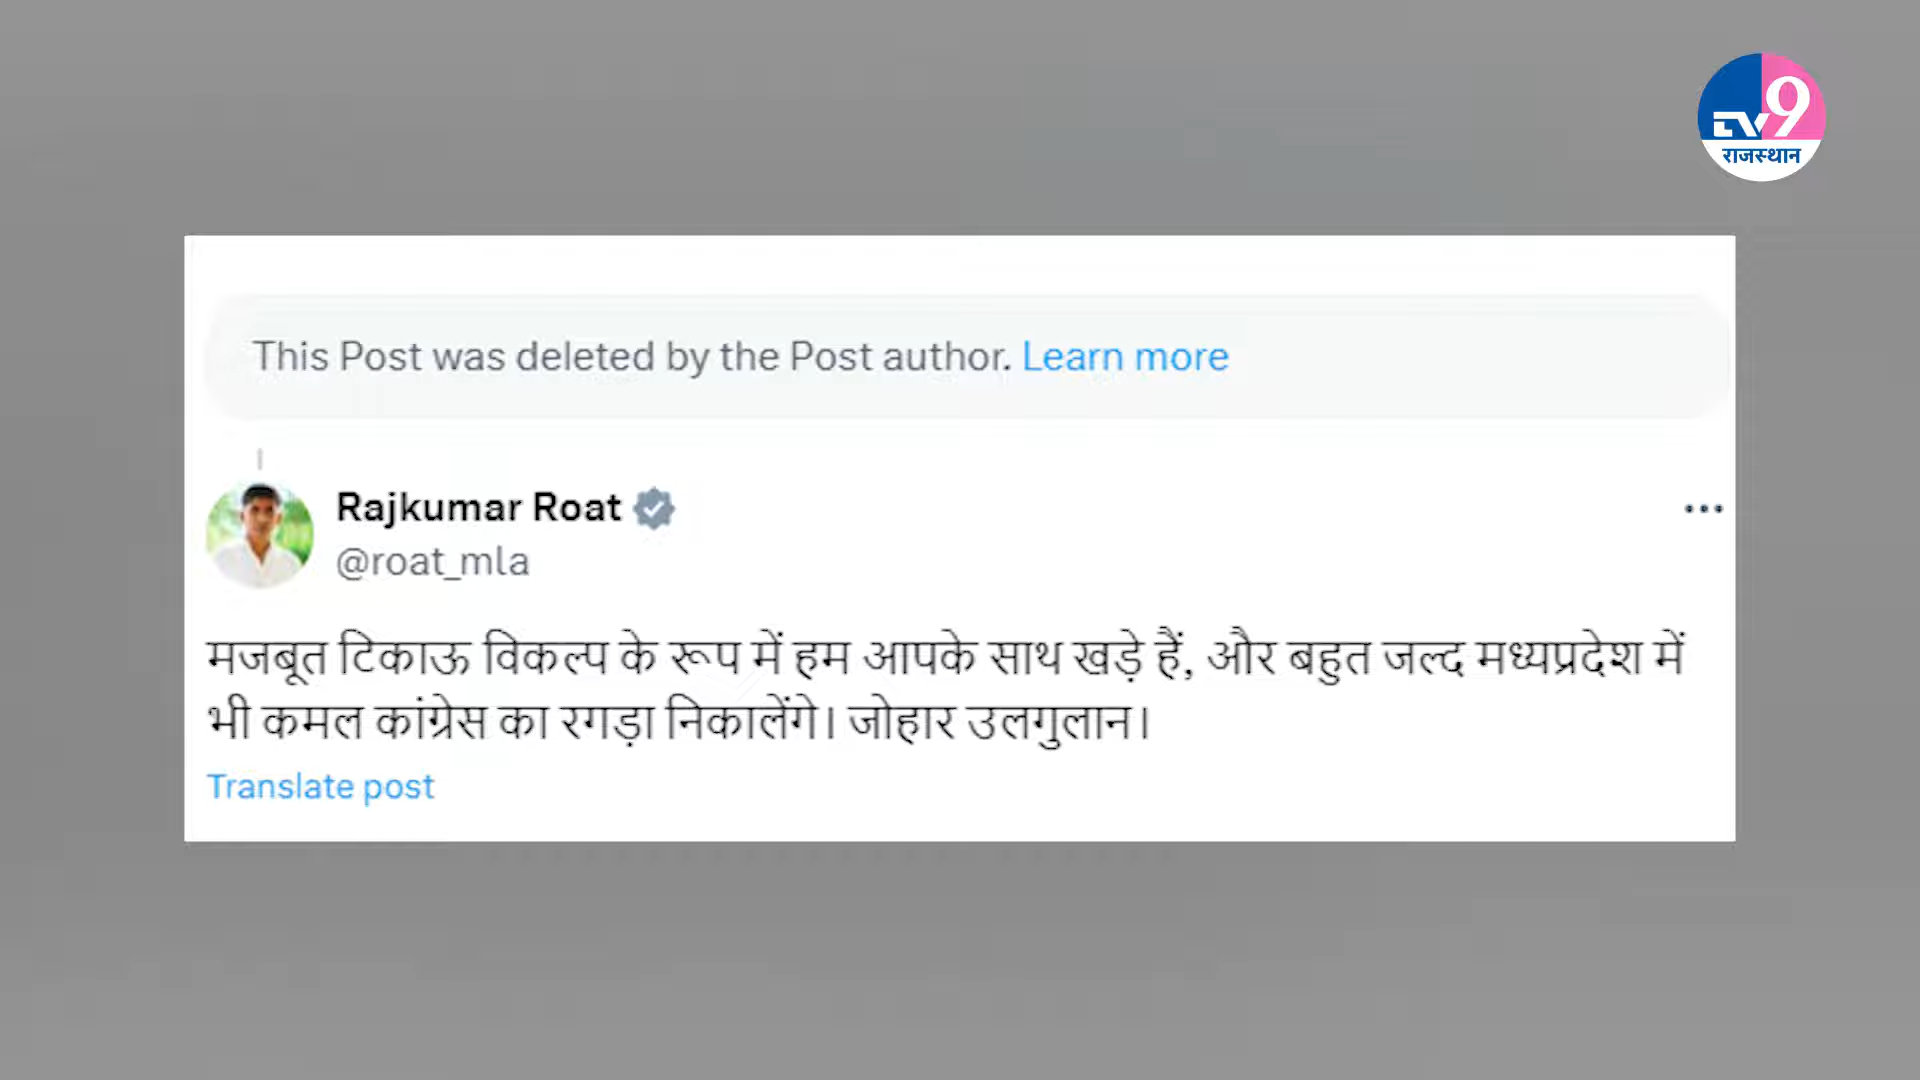 TV9
राजस्थान
This Post was deleted by the Post author. Learn more
Rajkumar Roat
@roat_mla
मजबूत टिकाऊ विकल्प के रूप में हम आपके साथ खड़े हैं, और बहुत जल्द मध्यप्रदेश में
भी कमल कांग्रेस का रगड़ा निकालेंगे। जोहार उलगुलान।
Translate post